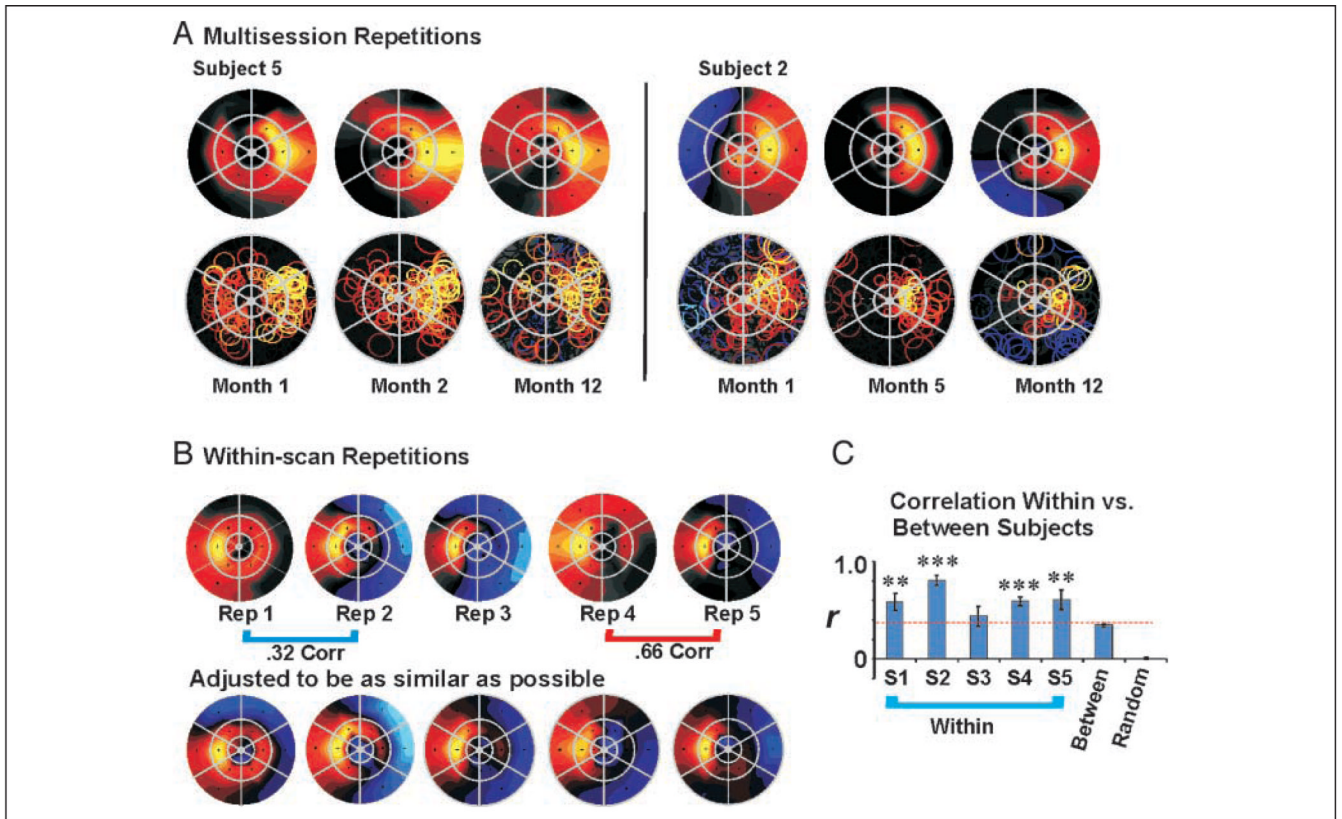 A Multisession Repetitions
Subject 5
Subject 2
Month 1 Month 2 Month 12
Month 1 Month 5 Month 12
B Within-scan Repetitions
Rep 1 Rep 2 Rep 3 Rep 4 Rep 5
.32 Corr
.66 Corr
Adjusted to be as similar as possible
C
Correlation Within vs.
Between Subjects
1.0
** *** *** **
r
0
S1 S2 S3 S4 S5
Within
Between
Random